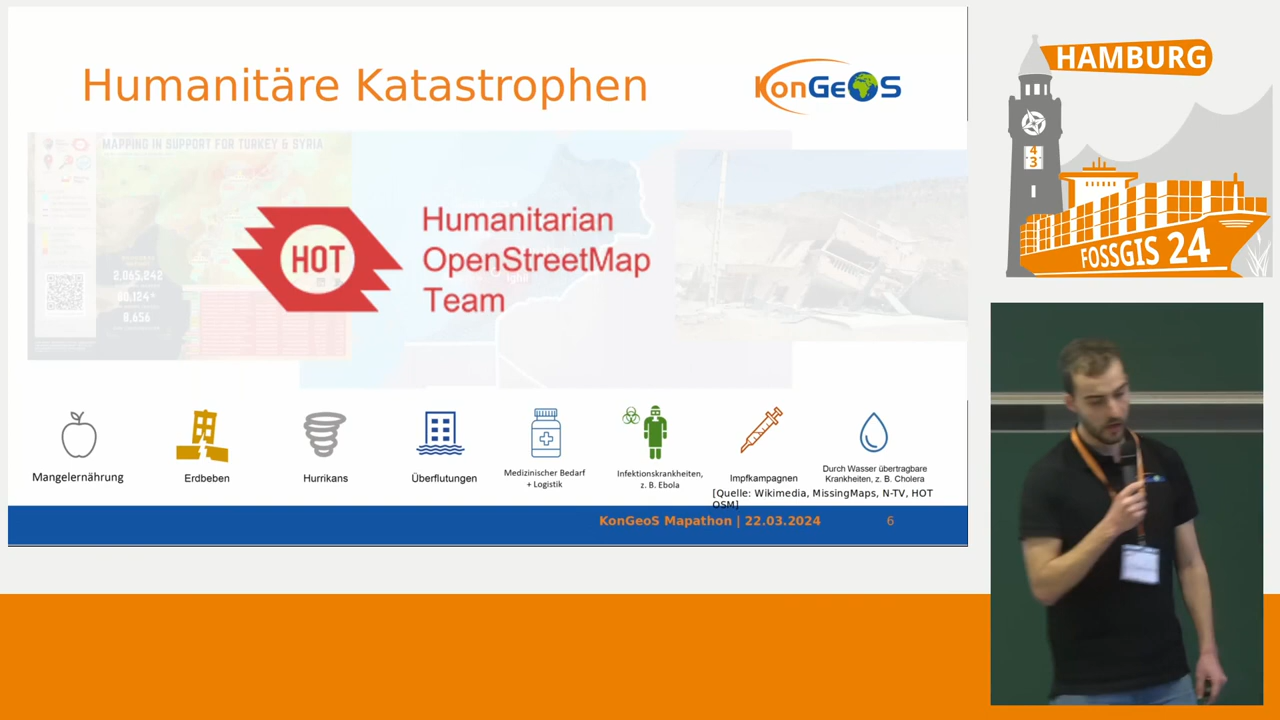 Humanitäre Katastrophen
KonGeoS
MAPPING IN SUPPORT FOR TURKEY & SYRIA
2,065,242
8,656
HOT
Humanitarian
OpenStreetMap
Team
Mangelernährung
Erdbeben
Hurrikans
Überflutungen
Medizinischer Bedarf
+ Logistik
Infektionskrankheiten,
z. B. Ebola
Impfkampagnen
Durch Wasser übertragbare
Krankheiten, z. B. Cholera
[Quelle: Wikimedia, MissingMaps, N-TV, HOT
OSM]
KonGeoS Mapathon | 22.03.2024
6
HAMBURG
4
3
FOSSGIS 24